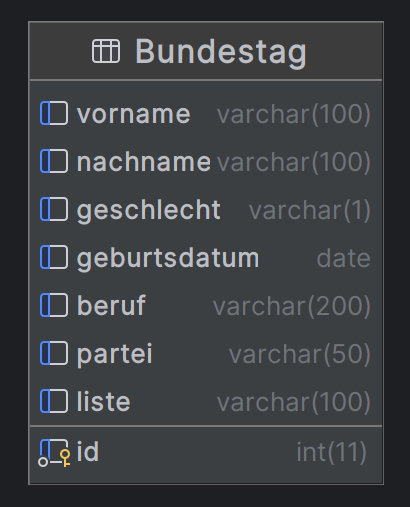 Bundestag
vorname varchar(100)
nachname varchar(100)
geschlecht varchar(1)
geburtsdatum date
beruf varchar(200)
partei varchar(50)
liste varchar(100)
id int(11)